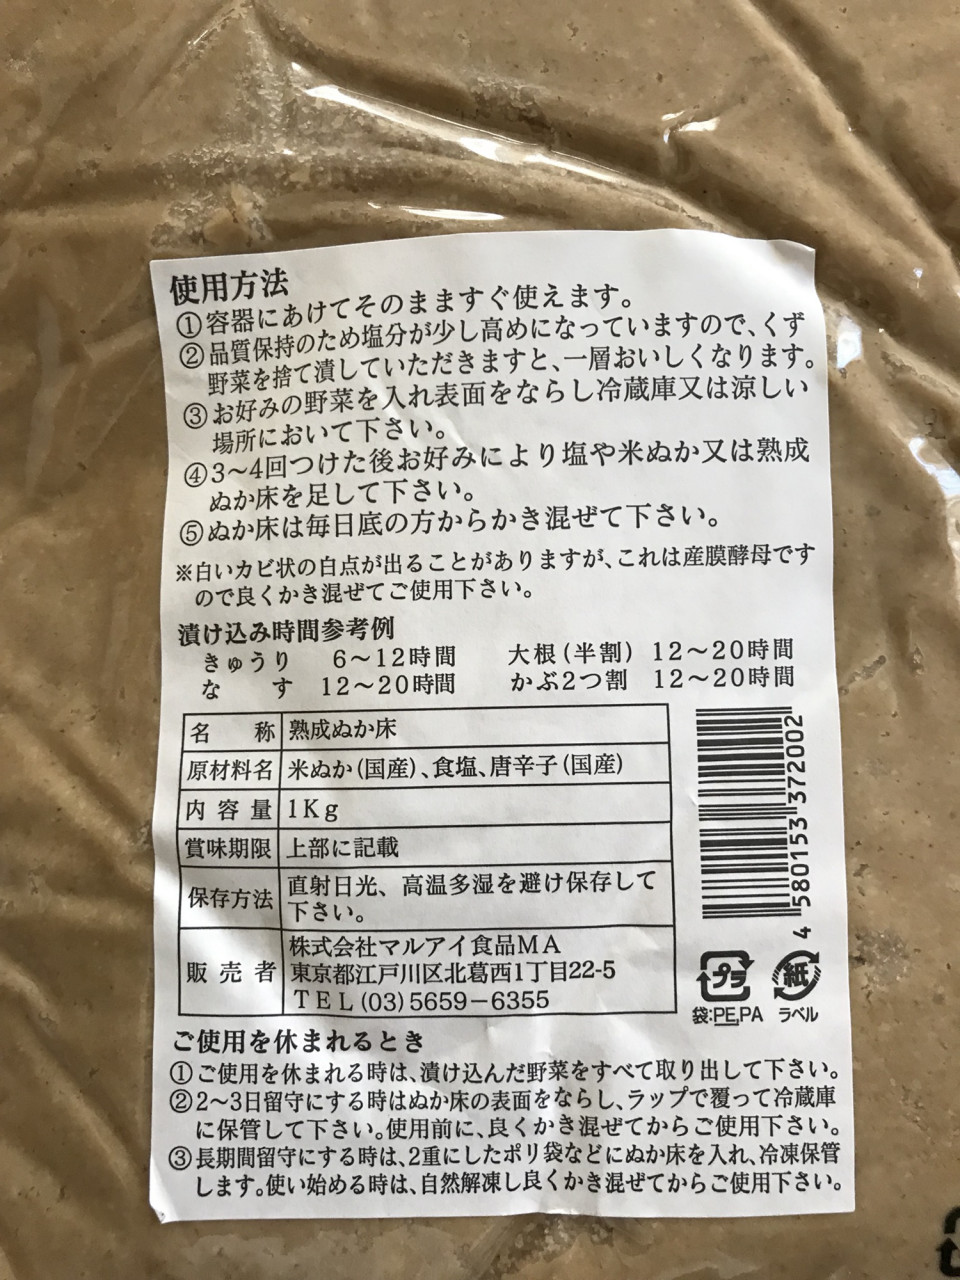 使用方法
①容器にあけてそのまますぐ使えます。
②品質保持のため塩分が少し高めになっていますので、くず
野菜を捨て漬していただきますと、一層おいしくなります。
③お好みの野菜を入れ表面をならし冷蔵庫又は涼しい
場所において下さい。
④3～4回つけた後お好みにより塩や米ぬか又は熟成
ぬか床を足して下さい。
⑤ぬか床は毎日底の方からかき混ぜて下さい。
※白いカビ状の白点が出ることがありますが、これは産膜酵母です
ので良くかき混ぜてご使用下さい。
漬け込み時間参考例
きゅうり 6～12時間 大根(半割) 12～20時間
なす 12～20時間 かぶ2つ割 12～20時間
名称 熟成ぬか床
原材料名 米ぬか(国産)、食塩、唐辛子(国産)
内容量 1Kg
賞味期限 上部に記載
保存方法 直射日光、高温多湿を避け保存して
下さい。
販売者 株式会社マルアイ食品MA
東京都江戸川区北葛西1丁目22-5
TEL(03)5659－6355
4 580153 372002
プラ 紙
袋:PE,PA ラベル
ご使用を休まれるとき
①ご使用を休まれる時は、漬け込んだ野菜をすべて取り出して下さい。
②2～3日留守にする時はぬか床の表面をならし、ラップで覆って冷蔵庫
に保管して下さい。使用前に、良くかき混ぜてからご使用下さい。
③長期間留守にする時は、2重にしたポリ袋などにぬか床を入れ、冷凍保管
します。使い始める時は、自然解凍し良くかき混ぜてからご使用下さい。